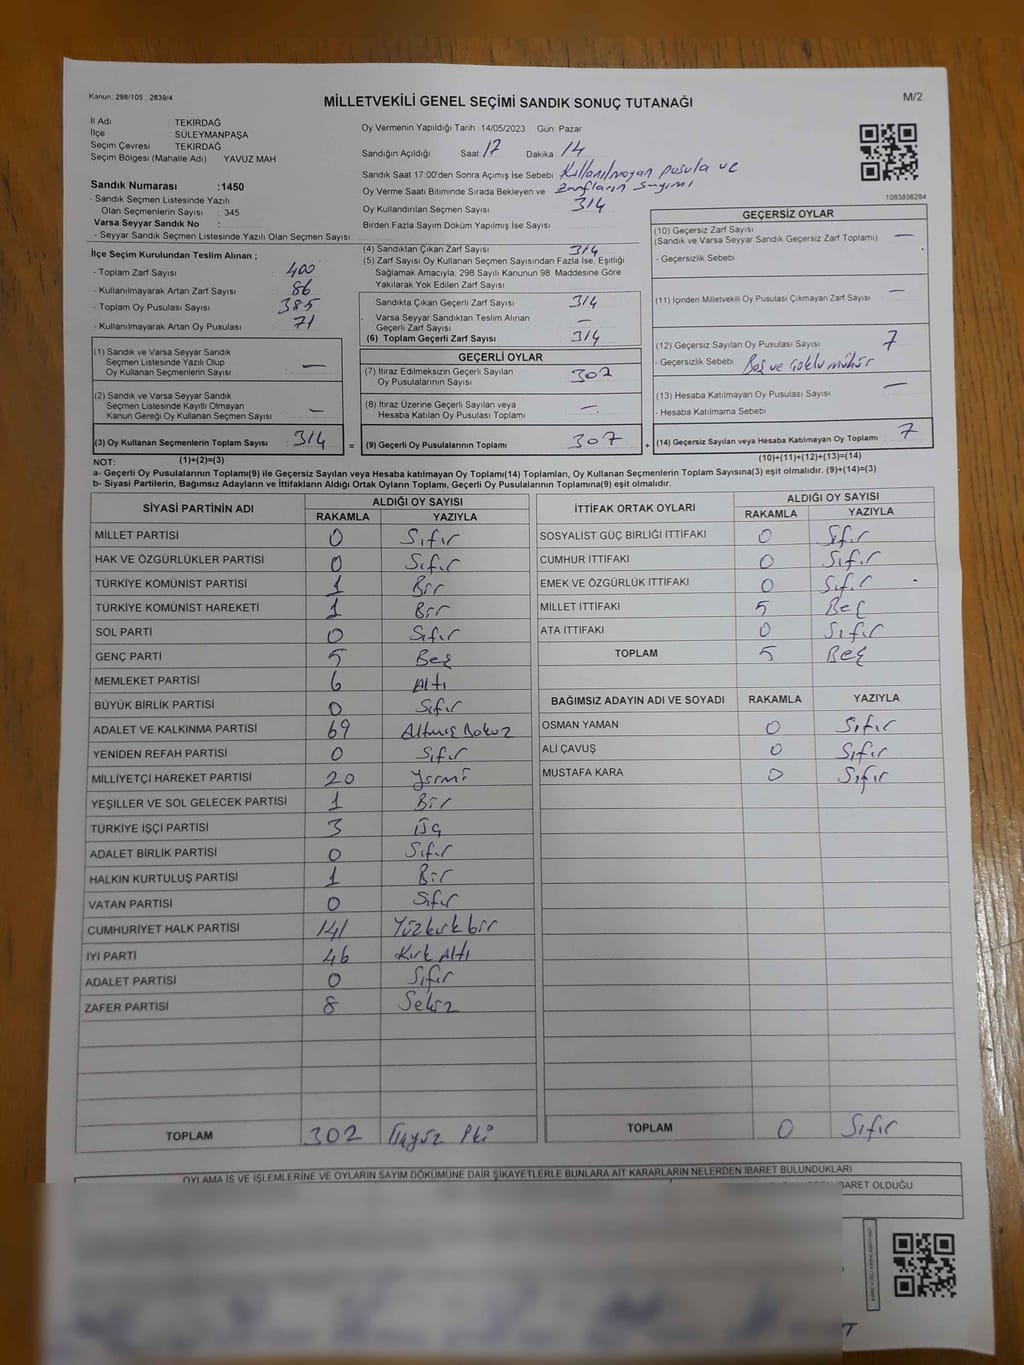 Kanun: 298/105 , 2839/4
MİLLETVEKİLİ GENEL SEÇİMİ SANDIK SONUÇ TUTANAĞI
M/2
İl Adı : TEKİRDAĞ
İlçe : SÜLEYMANPAŞA
Seçim Çevresi : TEKİRDAĞ
Seçim Bölgesi (Mahalle Adı) YAVUZ MAH
Sandık Numarası :1450
- Sandık Seçmen Listesinde Yazılı
Olan Seçmenlerin Sayısı : 345
Varsa Seyyar Sandık No :
- Seyyar Sandık Seçmen Listesinde Yazılı Olan Seçmen Sayısı
Oy Vermenin Yapıldığı Tarih :14/05/2023 Gün: Pazar
Sandığın Açıldığı Saat: 17 Dakika: 14
Sandık Saat 17:00'den Sonra Açılmış İse Sebebi Kullanılmayan pusula ve
Oy Verme Saati Bitiminde Sırada Bekleyen ve zarfların sayımı
Oy Kullandırılan Seçmen Sayısı 314
Birden Fazla Sayım Döküm Yapılmış İse Sayısı
1083856284
İlçe Seçim Kurulundan Teslim Alınan ;
- Toplam Zarf Sayısı : 400
- Kullanılmayarak Artan Zarf Sayısı : 86
- Toplam Oy Pusulası Sayısı : 385
- Kullanılmayarak Artan Oy Pusulası : 71
(1) Sandık ve Varsa Seyyar Sandık
Seçmen Listesinde Yazılı Olup
Oy Kullanan Seçmenlerin Sayısı : —
(2) Sandık ve Varsa Seyyar Sandık
Seçmen Listesinde Kayıtlı Olmayan
Kanun Gereği Oy Kullanan Seçmen Sayısı : —
(3) Oy Kullanan Seçmenlerin Toplam Sayısı : 314 =
(4) Sandıktan Çıkan Zarf Sayısı 314
(5) Zarf Sayısı Oy Kullanan Seçmen Sayısından Fazla İse, Eşitliği
Sağlamak Amacıyla, 298 Sayılı Kanunun 98. Maddesine Göre
Yakılarak Yok Edilen Zarf Sayısı
Sandıkta Çıkan Geçerli Zarf Sayısı 314
Varsa Seyyar Sandıktan Teslim Alınan
Geçerli Zarf Sayısı —
(6) Toplam Geçerli Zarf Sayısı 314
GEÇERLİ OYLAR
(7) İtiraz Edilmeksizin Geçerli Sayılan
Oy Pusulalarının Sayısı 307
(8) İtiraz Üzerine Geçerli Sayılan veya
Hesaba Katılan Oy Pusulası Toplamı —
(9) Geçerli Oy Pusulalarının Toplamı 307 +
GEÇERSİZ OYLAR
(10) Geçersiz Zarf Sayısı
(Sandık ve Varsa Seyyar Sandık Geçersiz Zarf Toplamı) —
- Geçersizlik Sebebi
(11) İçinden Milletvekili Oy Pusulası Çıkmayan Zarf Sayısı —
(12) Geçersiz Sayılan Oy Pusulası Sayısı 7
- Geçersizlik Sebebi Boş ve çoklu mühür
(13) Hesaba Katılmayan Oy Pusulası Sayısı —
- Hesaba Katılmama Sebebi
(14) Geçersiz Sayılan veya Hesaba Katılmayan Oy Toplamı 7
NOT: (1)+(2)=(3)
(10)+(11)+(12)+(13)=(14)
a- Geçerli Oy Pusulalarının Toplamı(9) ile Geçersiz Sayılan veya Hesaba katılmayan Oy Toplamı(14) Toplamları, Oy Kullanan Seçmenlerin Toplam Sayısına(3) eşit olmalıdır. (9)+(14)=(3)
b- Siyasi Partilerin, Bağımsız Adayların ve İttifakların Aldığı Ortak Oyların Toplamı, Geçerli Oy Pusulalarının Toplamına(9) eşit olmalıdır.
SİYASİ PARTİNİN ADI ALDIĞI OY SAYISI
RAKAMLA YAZIYLA
MİLLET PARTİSİ 0 Sıfır
HAK VE ÖZGÜRLÜKLER PARTİSİ 0 Sıfır
TÜRKİYE KOMÜNİST PARTİSİ 1 Bir
TÜRKİYE KOMÜNİST HAREKETİ 1 Bir
SOL PARTİ 0 Sıfır
GENÇ PARTİ 5 Beş
MEMLEKET PARTİSİ 6 Altı
BÜYÜK BİRLİK PARTİSİ 0 Sıfır
ADALET VE KALKINMA PARTİSİ 69 Altmış Dokuz
YENİDEN REFAH PARTİSİ 0 Sıfır
MİLLİYETÇİ HAREKET PARTİSİ 20 Yirmi
YEŞİLLER VE SOL GELECEK PARTİSİ 1 Bir
TÜRKİYE İŞÇİ PARTİSİ 3 Üç
ADALET BİRLİK PARTİSİ 0 Sıfır
HALKIN KURTULUŞ PARTİSİ 1 Bir
VATAN PARTİSİ 0 Sıfır
CUMHURİYET HALK PARTİSİ 141 Yüzkırkbir
İYİ PARTİ 46 Kırk Altı
ADALET PARTİSİ 0 Sıfır
ZAFER PARTİSİ 8 Sekiz
TOPLAM 302 Üçyüz İki
İTTİFAK ORTAK OYLARI ALDIĞI OY SAYISI
RAKAMLA YAZIYLA
SOSYALİST GÜÇ BİRLİĞİ İTTİFAKI 0 Sıfır
CUMHUR İTTİFAKI 0 Sıfır
EMEK VE ÖZGÜRLÜK İTTİFAKI 0 Sıfır
MİLLET İTTİFAKI 5 Beş
ATA İTTİFAKI 0 Sıfır
TOPLAM 5 Beş
BAĞIMSIZ ADAYIN ADI VE SOYADI RAKAMLA YAZIYLA
OSMAN YAMAN 0 Sıfır
ALİ ÇAVUŞ 0 Sıfır
MUSTAFA KARA 0 Sıfır
TOPLAM 0 Sıfır
OYLAMA İŞ VE İŞLEMLERİNE VE OYLARIN SAYIM DÖKÜMÜNE DAİR ŞİKAYETLERLE BUNLARA AİT KARARLARIN NELERDEN İBARET BULUNDUKLARI
İBARET OLDUĞU